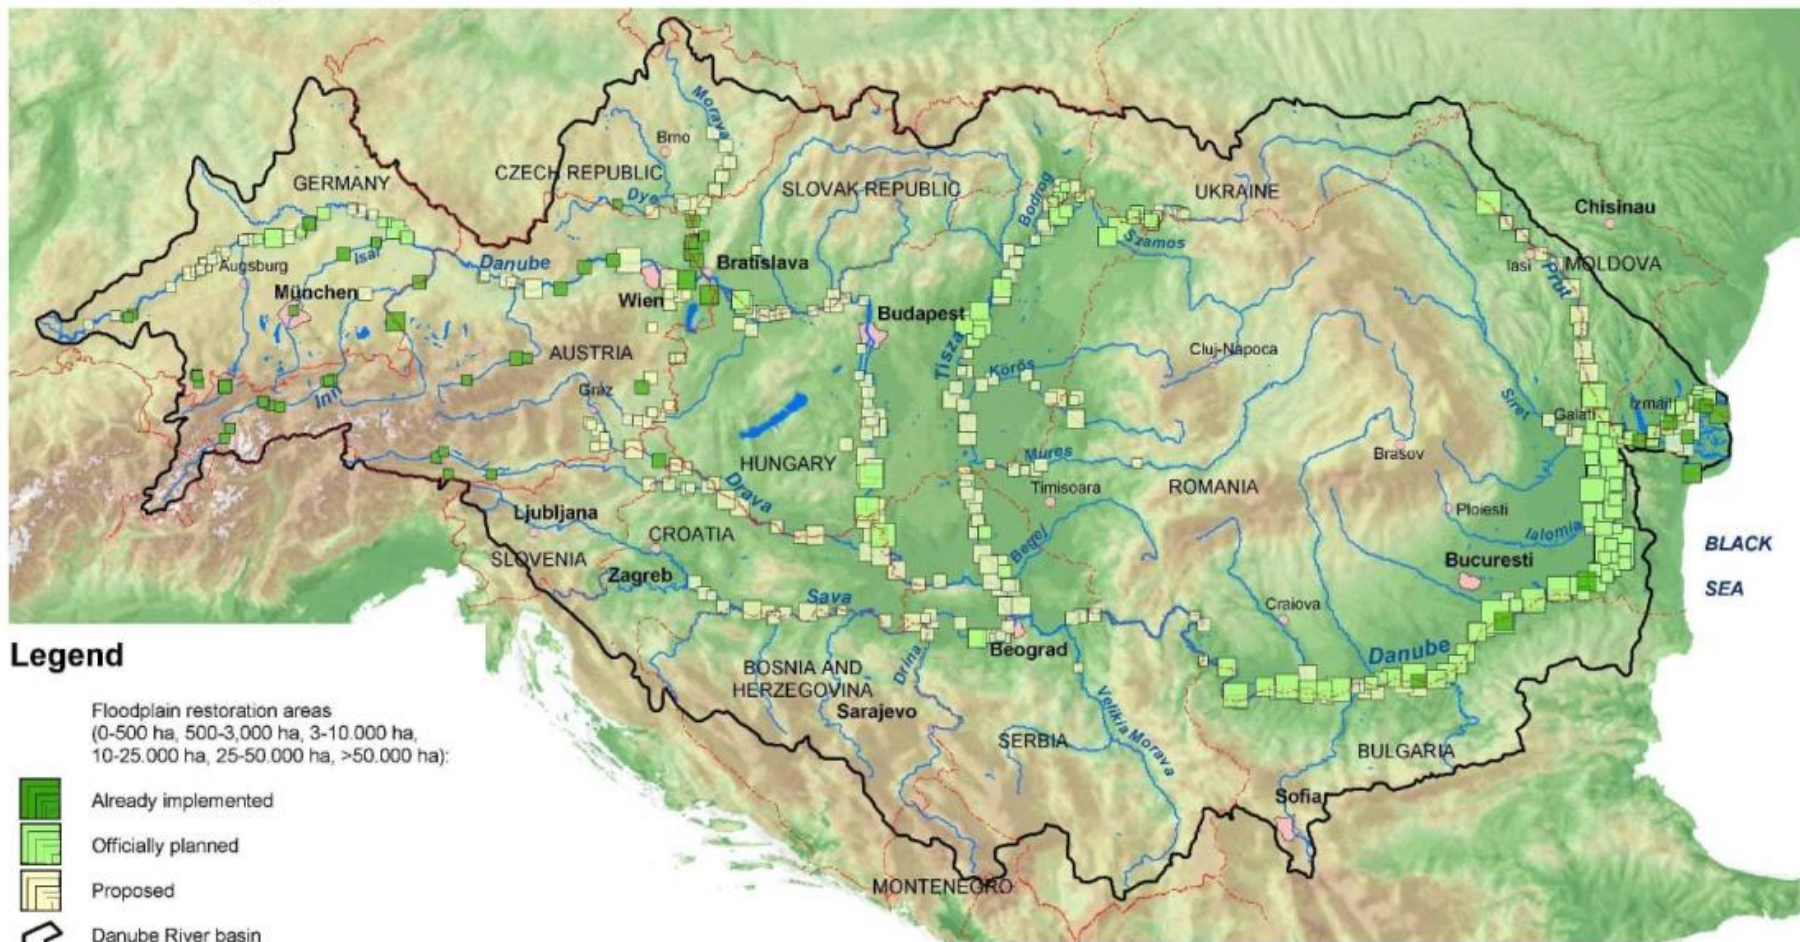 Morava
Brno
CZECH REPUBLIC
GERMANY
Dye
SLOVAK REPUBLIC
Bodrog
UKRAINE
Chisinau
Szamos
Isar
Augsburg
Danube
Bratislava
Iasi
Prut
MOLDOVA
München
Wien
Budapest
Tisza
AUSTRIA
Körös
Cluj-Napoca
Inn
Gráz
Siret
Galati
Izmail
HUNGARY
Mures
Brasov
Drava
Timisoara
ROMANIA
Ljubljana
CROATIA
Ploiesti
Begej
Ialomia
SLOVENIA
Bucuresti
BLACK
SEA
Zagreb
Sava
Craiova
Beograd
Danube
BOSNIA AND
HERZEGOVINA
Drina
Sarajevo
Velikia Morava
SERBIA
BULGARIA
Sofia
MONTENEGRO
Legend
Floodplain restoration areas
(0-500 ha, 500-3,000 ha, 3-10.000 ha,
10-25.000 ha, 25-50.000 ha, >50.000 ha):
Already implemented
Officially planned
Proposed
Danube River basin